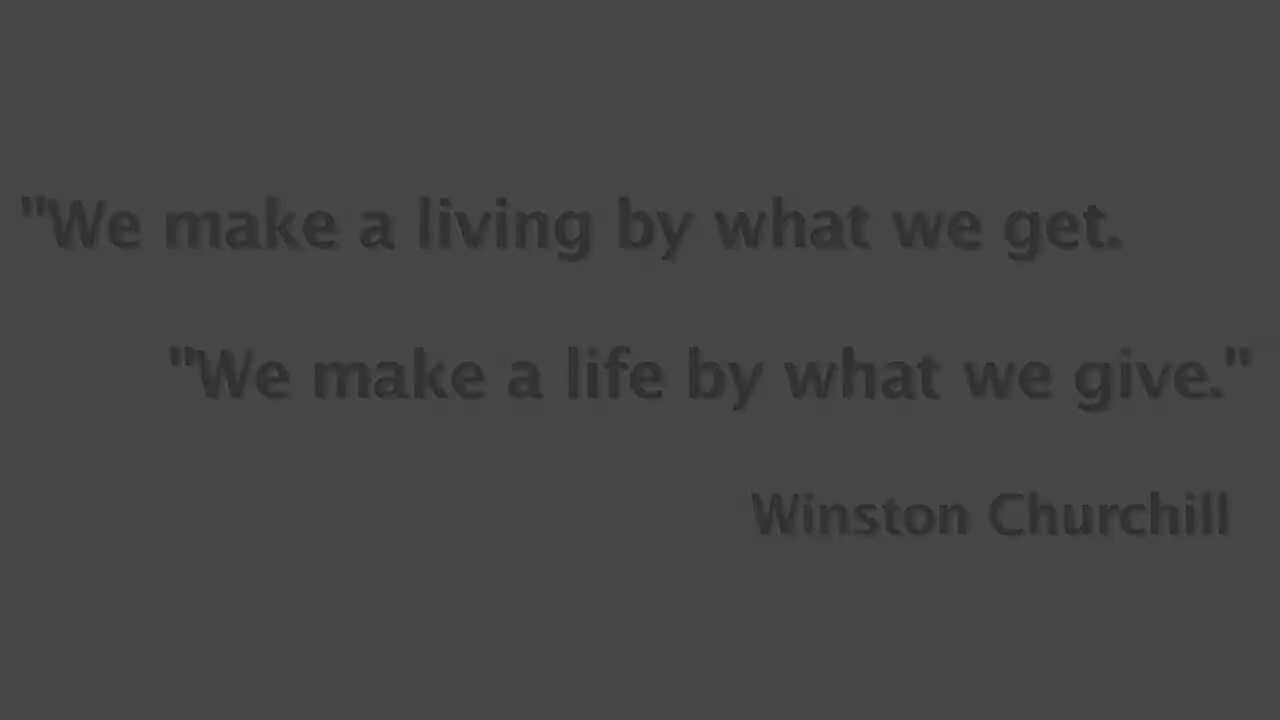 "We make a living by what we get.
"We make a life by what we give."
Winston Churchill